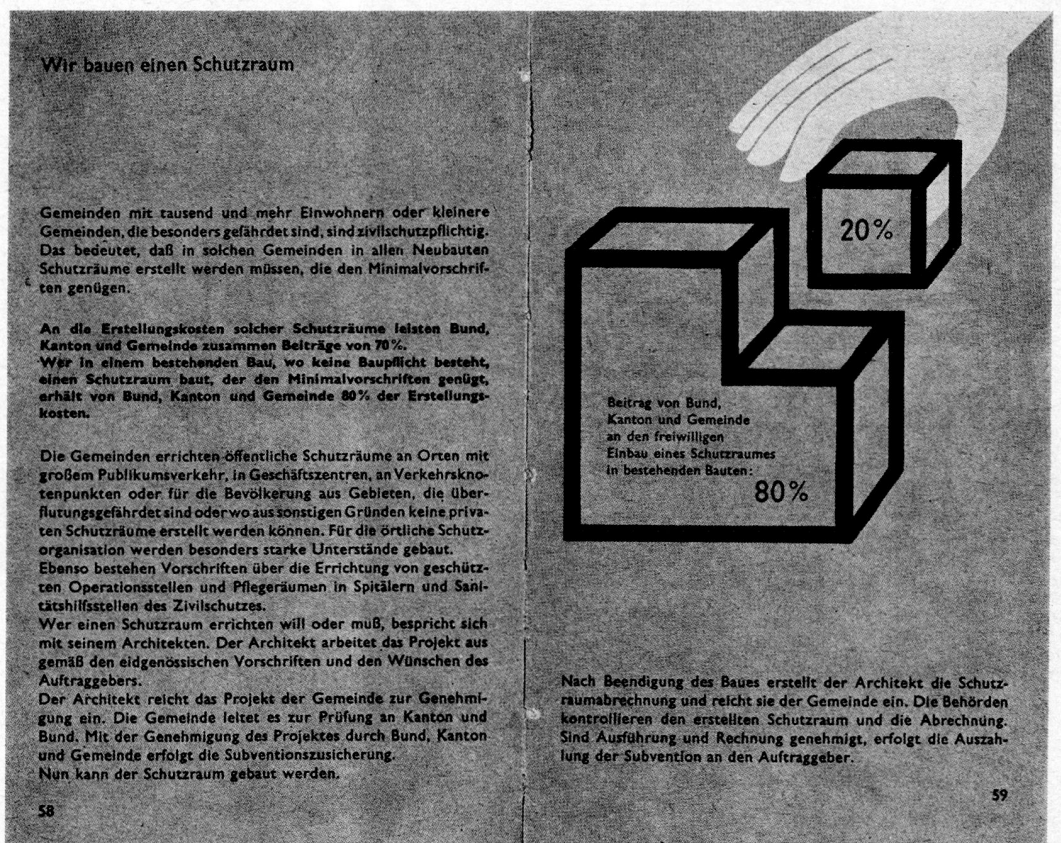 Wir bauen einen Schutzraum
Gemeinden mit tausend und mehr Einwohnern oder kleinere
Gemeinden, die besonders gefährdet sind, sind zivilschutzpflichtig.
Das bedeutet, daß in solchen Gemeinden in allen Neubauten
Schutzräume erstellt werden müssen, die den Minimalvorschrif-
ten genügen.
An die Erstellungskosten solcher Schutzräume leisten Bund,
Kanton und Gemeinde zusammen Beiträge von 70%.
Wer in einem bestehenden Bau, wo keine Baupflicht besteht,
einen Schutzraum baut, der den Minimalvorschriften genügt,
erhält von Bund, Kanton und Gemeinde 80% der Erstellungs-
kosten.
Die Gemeinden errichten öffentliche Schutzräume an Orten mit
großem Publikumsverkehr, in Geschäftszentren, an Verkehrskno-
tenpunkten oder für die Bevölkerung aus Gebieten, die über-
flutungsgefährdet sind oder wo aus sonstigen Gründen keine priva-
ten Schutzräume erstellt werden können. Für die örtliche Schutz-
organisation werden besonders starke Unterstände gebaut.
Ebenso bestehen Vorschriften über die Errichtung von geschütz-
ten Operationsstellen und Pflegeräumen in Spitälern und Sani-
tätshilfsstellen des Zivilschutzes.
Wer einen Schutzraum errichten will oder muß, bespricht sich
mit seinem Architekten. Der Architekt arbeitet das Projekt aus
gemäß den eidgenössischen Vorschriften und den Wünschen des
Auftraggebers.
Der Architekt reicht das Projekt der Gemeinde zur Genehmi-
gung ein. Die Gemeinde leitet es zur Prüfung an Kanton und
Bund. Mit der Genehmigung des Projektes durch Bund, Kanton
und Gemeinde erfolgt die Subventionszusicherung.
Nun kann der Schutzraum gebaut werden.
58
20%
Beitrag von Bund,
Kanton und Gemeinde
an den freiwilligen
Einbau eines Schutzraumes
in bestehenden Bauten:
80%
Nach Beendigung des Baues erstellt der Architekt die Schutz-
raumabrechnung und reicht sie der Gemeinde ein. Die Behörden
kontrollieren den erstellten Schutzraum und die Abrechnung.
Sind Ausführung und Rechnung genehmigt, erfolgt die Auszah-
lung der Subvention an den Auftraggeber.
59